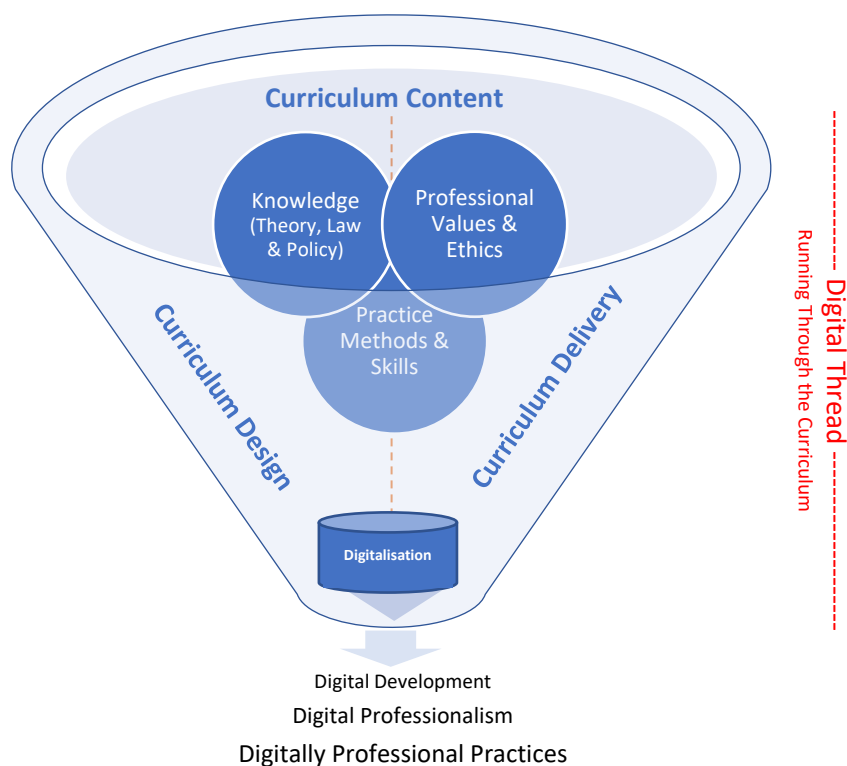 Curriculum Content
Knowledge
(Theory, Law
& Policy)
Professional
Values &
Ethics
Practice
Methods &
Skills
Curriculum Design
Curriculum Delivery
Digitalisation
Digital Development
Digital Professionalism
Digitally Professional Practices
Digital Thread
Running Through the Curriculum